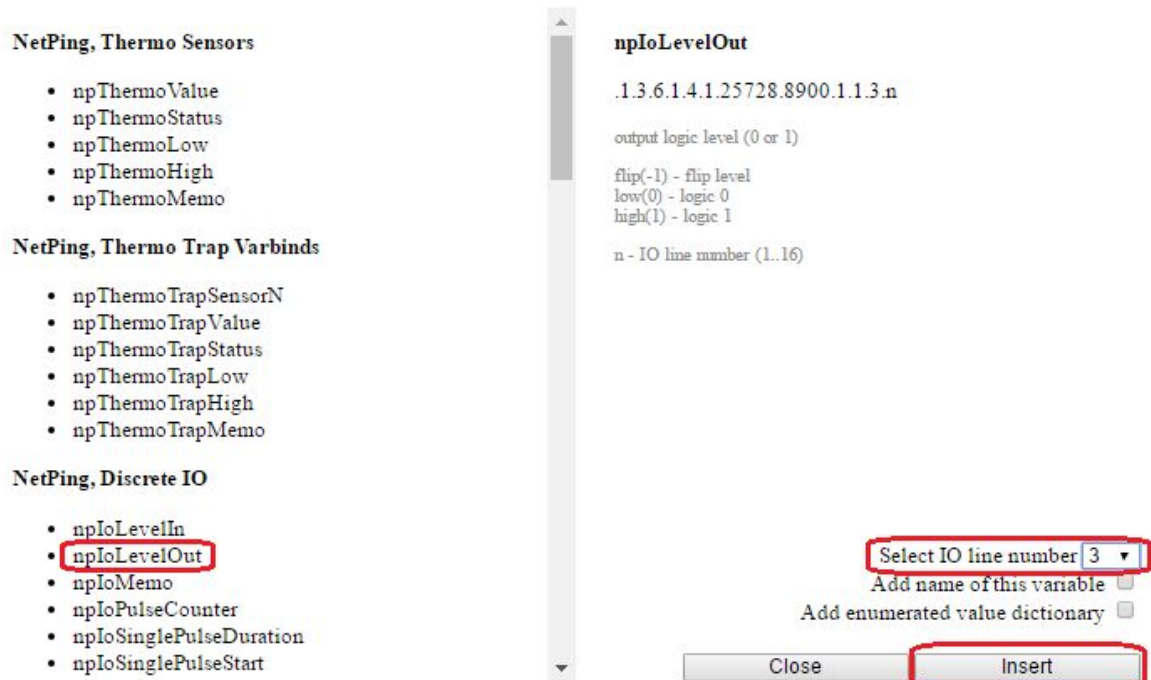 NetPing, Thermo Sensors
npThermoValue
npThermoStatus
npThermoLow
npThermoHigh
npThermoMemo
NetPing, Thermo Trap Varbinds
npThermoTrapSensorN
npThermoTrapValue
npThermoTrapStatus
npThermoTrapLow
npThermoTrapHigh
npThermoTrapMemo
NetPing, Discrete IO
npIoLevelIn
npIoLevelOut
npIoMemo
npIoPulseCounter
npIoSinglePulseDuration
npIoSinglePulseStart
npIoLevelOut
.1.3.6.1.4.1.25728.8900.1.1.3.n
output logic level (0 or 1)
flip(-1) - flip level
low(0) - logic 0
high(1) - logic 1
n - IO line number (1..16)
Select IO line number 3
Add name of this variable
Add enumerated value dictionary
Close Insert